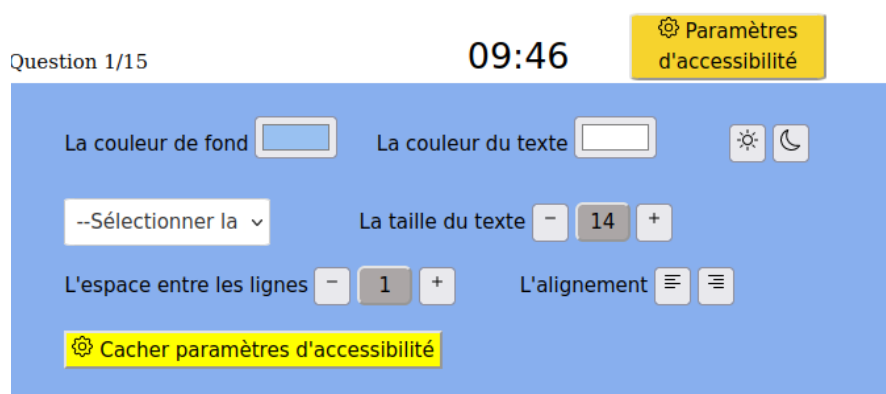 Question 1/15
09:46
Paramètres
d'accessibilité
La couleur de fond
La couleur du texte
--Sélectionner la
La taille du texte - 14 +
L'espace entre les lignes - 1 +
L'alignement
Cacher paramètres d'accessibilité